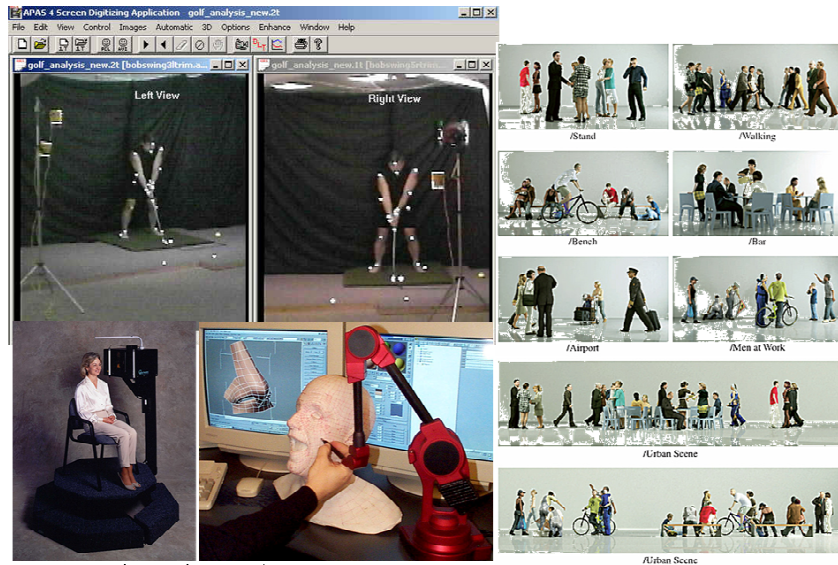 APAS 4 Screen Digitizing Application golf_analysis_new.2t
File Edit View Control Images Automatic 3D Options Enhance Window Help
golf_analysis_new.2t [bobswing3ltrim.a...
golf_analysis_new.1t [bobswing5rtrim...
Left View
Right View
/Stand
/Walking
/Bench
/Bar
/Airport
/Men at Work
/Urban Scene
/Urban Scene